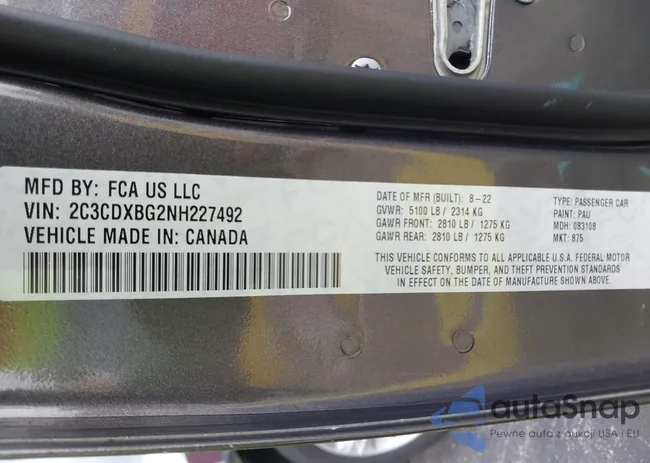 MFD BY: FCA US LLC
VIN: 2C3CDXBG2NH227492
VEHICLE MADE IN: CANADA
DATE OF MFR (BUILT): 8-22
GVWR: 5100 LB / 2314 KG
GAWR FRONT: 2810 LB / 1275 KG
GAWR REAR: 2810 LB / 1275 KG
TYPE: PASSENGER CAR
PAINT: PAU
MDH: 083108
MKT: 875
THIS VEHICLE CONFORMS TO ALL APPLICABLE U.S.A. FEDERAL MOTOR
VEHICLE SAFETY, BUMPER, AND THEFT PREVENTION STANDARDS
IN EFFECT ON THE DATE OF MANUFACTURE SHOWN ABOVE.
autoSnap
Pewne auta z aukcji USA i EU